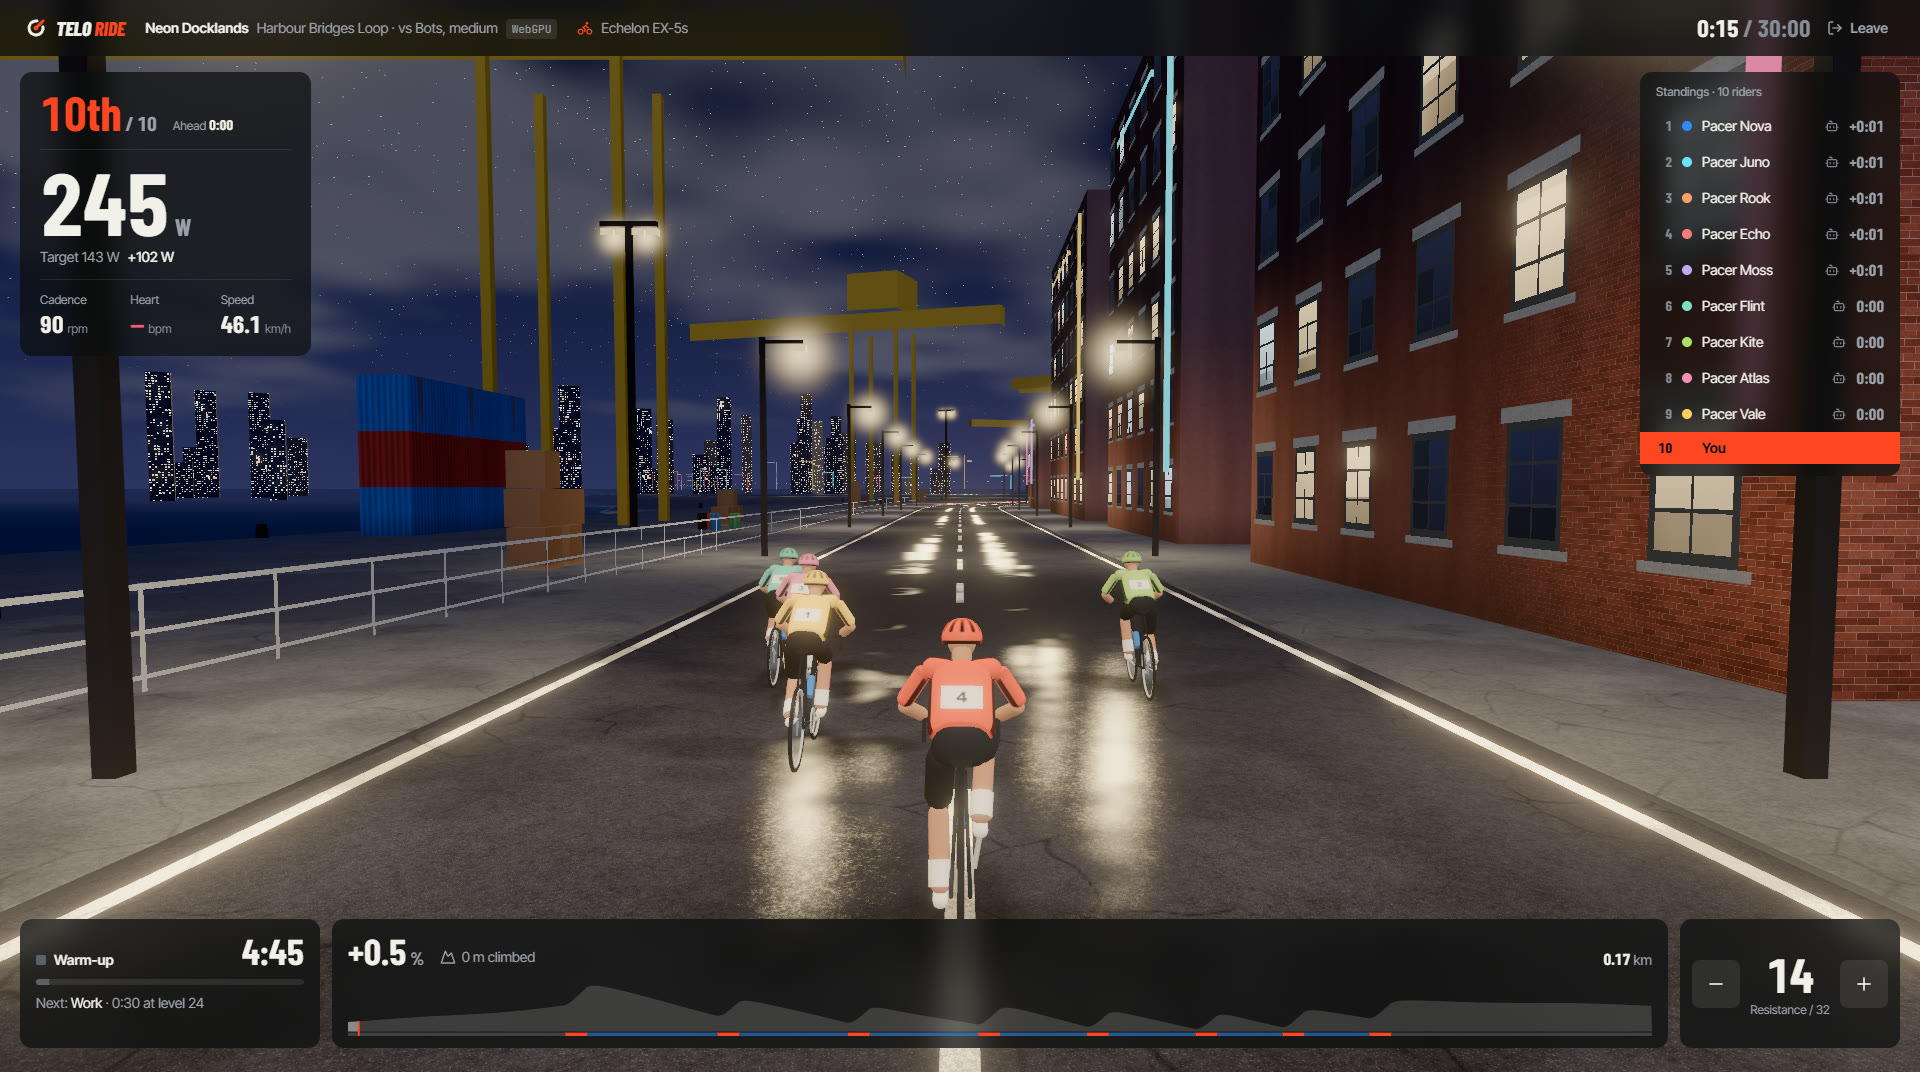 TELO RIDE
Neon Docklands Harbour Bridges Loop · vs Bots, medium WebGPU Echelon EX-5s
0:15 / 30:00 Leave
10th / 10 Ahead 0:00
245 W
Target 143 W +102 W
Cadence Heart Speed
90 rpm — bpm 46.1 km/h
Standings · 10 riders
1 Pacer Nova +0:01
2 Pacer Juno +0:01
3 Pacer Rook +0:01
4 Pacer Echo +0:01
5 Pacer Moss +0:01
6 Pacer Flint 0:00
7 Pacer Kite 0:00
8 Pacer Atlas 0:00
9 Pacer Vale 0:00
10 You
4
Warm-up 4:45
Next: Work · 0:30 at level 24
+0.5 % 0 m climbed 0.17 km
− 14 +
Resistance / 32